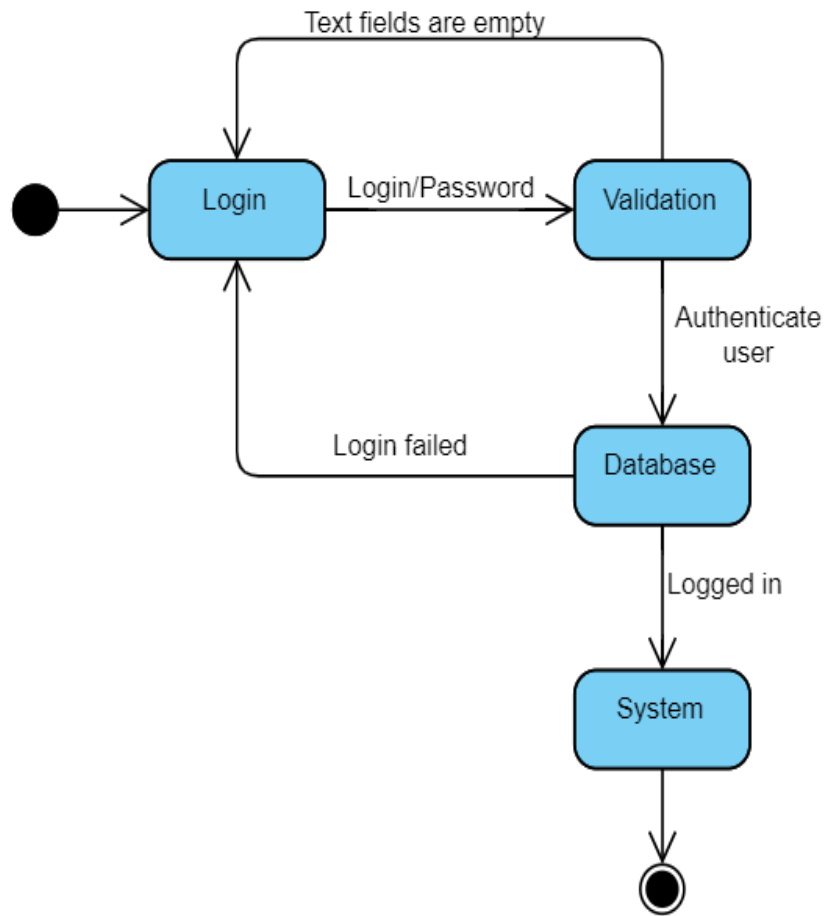 Text fields are empty
Login
Login/Password
Validation
Authenticate
user
Login failed
Database
Logged in
System